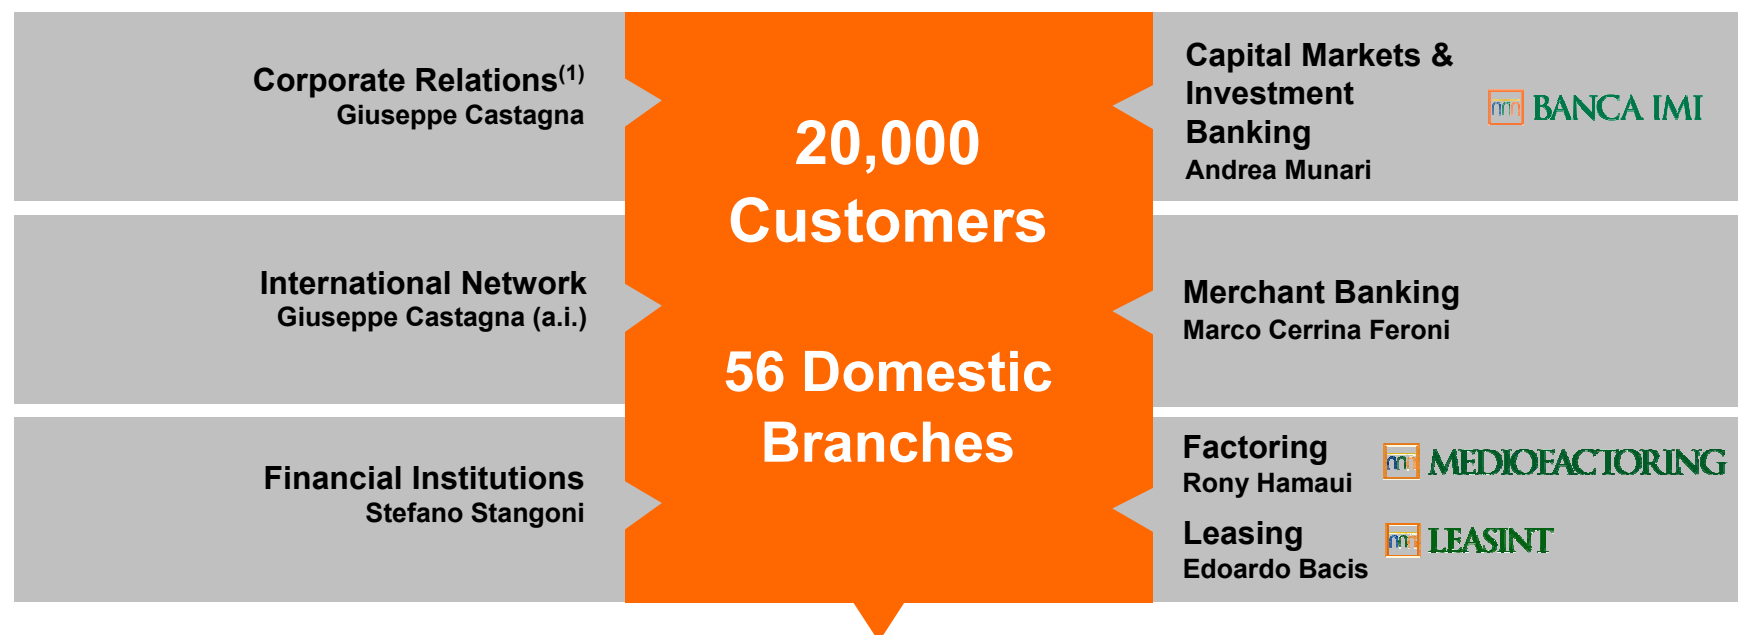 Corporate Relations(1)
Giuseppe Castagna
International Network
Giuseppe Castagna (a.i.)
Financial Institutions
Stefano Stangoni
20,000
Customers
56 Domestic
Branches
Capital Markets &
Investment
Banking
Andrea Munari
BANCA IMI
Merchant Banking
Marco Cerrina Feroni
Factoring
Rony Hamaui
MEDIOFACTORING
Leasing
Edoardo Bacis
LEASINT